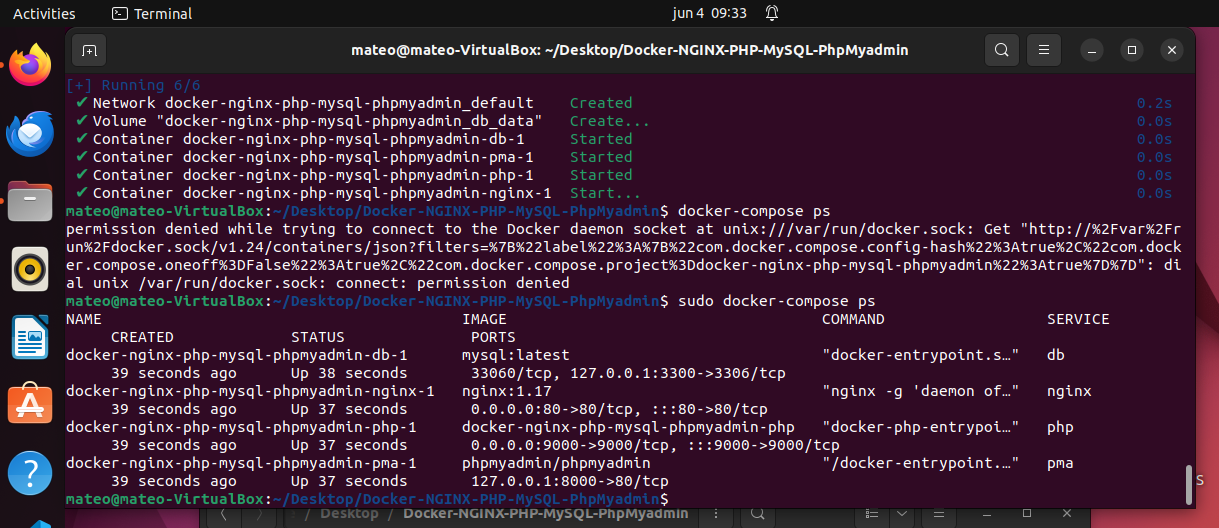 Activities Terminal jun 4 09:33
mateo@mateo-VirtualBox: ~/Desktop/Docker-NGINX-PHP-MySQL-PhpMyadmin
[+] Running 6/6
✔ Network docker-nginx-php-mysql-phpmyadmin_default Created 0.2s
✔ Volume "docker-nginx-php-mysql-phpmyadmin_db_data" Create... 0.0s
✔ Container docker-nginx-php-mysql-phpmyadmin-db-1 Started 0.0s
✔ Container docker-nginx-php-mysql-phpmyadmin-pma-1 Started 0.0s
✔ Container docker-nginx-php-mysql-phpmyadmin-php-1 Started 0.0s
✔ Container docker-nginx-php-mysql-phpmyadmin-nginx-1 Start... 0.0s
mateo@mateo-VirtualBox:~/Desktop/Docker-NGINX-PHP-MySQL-PhpMyadmin$ docker-compose ps
permission denied while trying to connect to the Docker daemon socket at unix:///var/run/docker.sock: Get "http://%2Fvar%2Fr
un%2Fdocker.sock/v1.24/containers/json?filters=%7B%22label%22%3A%7B%22com.docker.compose.config-hash%22%3Atrue%2C%22com.dock
er.compose.oneoff%3DFalse%22%3Atrue%2C%22com.docker.compose.project%3Ddocker-nginx-php-mysql-phpmyadmin%22%3Atrue%7D%7D": di
al unix /var/run/docker.sock: connect: permission denied
mateo@mateo-VirtualBox:~/Desktop/Docker-NGINX-PHP-MySQL-PhpMyadmin$ sudo docker-compose ps
NAME IMAGE COMMAND SERVICE
CREATED STATUS PORTS
docker-nginx-php-mysql-phpmyadmin-db-1 mysql:latest "docker-entrypoint.s…" db
39 seconds ago Up 38 seconds 33060/tcp, 127.0.0.1:3300->3306/tcp
docker-nginx-php-mysql-phpmyadmin-nginx-1 nginx:1.17 "nginx -g 'daemon of…" nginx
39 seconds ago Up 37 seconds 0.0.0.0:80->80/tcp, :::80->80/tcp
docker-nginx-php-mysql-phpmyadmin-php-1 docker-nginx-php-mysql-phpmyadmin-php "docker-php-entrypoi…" php
39 seconds ago Up 37 seconds 0.0.0.0:9000->9000/tcp, :::9000->9000/tcp
docker-nginx-php-mysql-phpmyadmin-pma-1 phpmyadmin/phpmyadmin "/docker-entrypoint.…" pma
39 seconds ago Up 37 seconds 127.0.0.1:8000->80/tcp
mateo@mateo-VirtualBox:~/Desktop/Docker-NGINX-PHP-MySQL-PhpMyadmin$
/ Desktop / Docker-NGINX-PHP-MySQL-PhpMyadmin